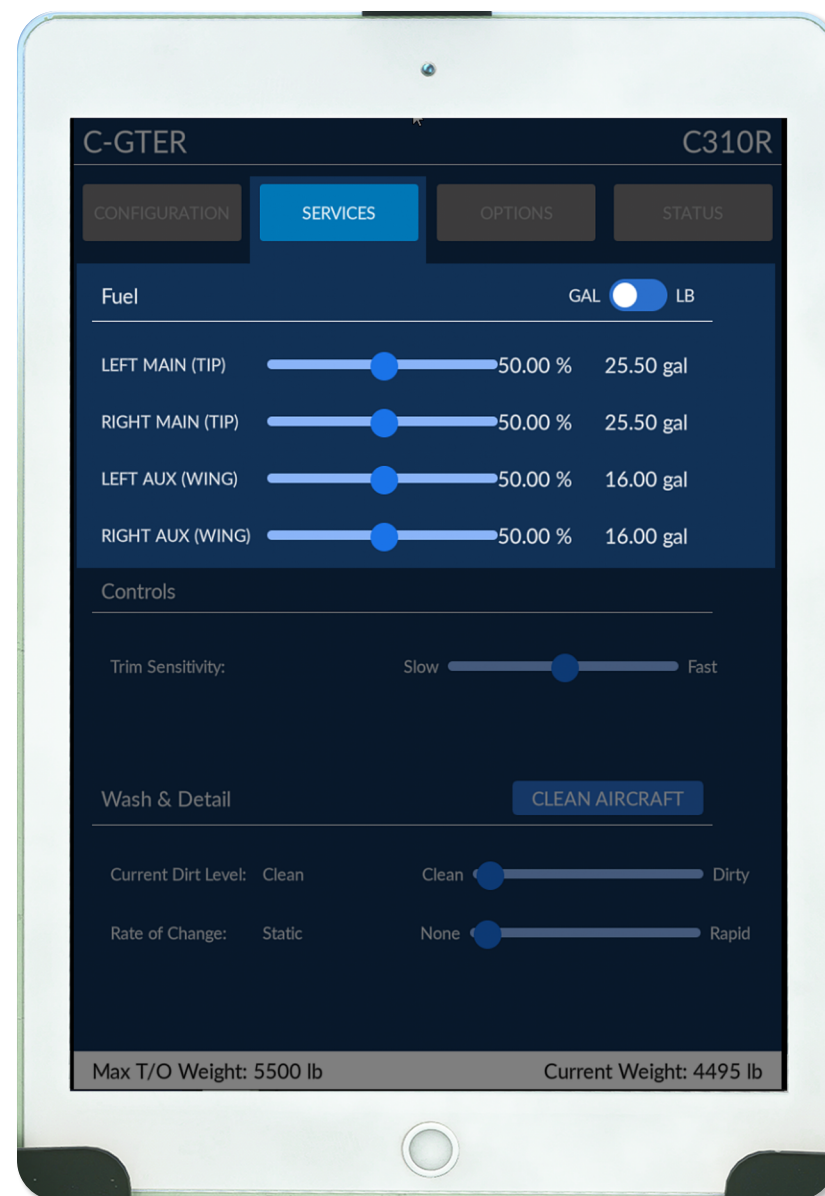 C-GTER C310R
CONFIGURATION SERVICES OPTIONS STATUS
Fuel GAL LB
LEFT MAIN (TIP) 50.00 % 25.50 gal
RIGHT MAIN (TIP) 50.00 % 25.50 gal
LEFT AUX (WING) 50.00 % 16.00 gal
RIGHT AUX (WING) 50.00 % 16.00 gal
Controls
Trim Sensitivity: Slow Fast
Wash & Detail CLEAN AIRCRAFT
Current Dirt Level: Clean Clean Dirty
Rate of Change: Static None Rapid
Max T/O Weight: 5500 lb Current Weight: 4495 lb